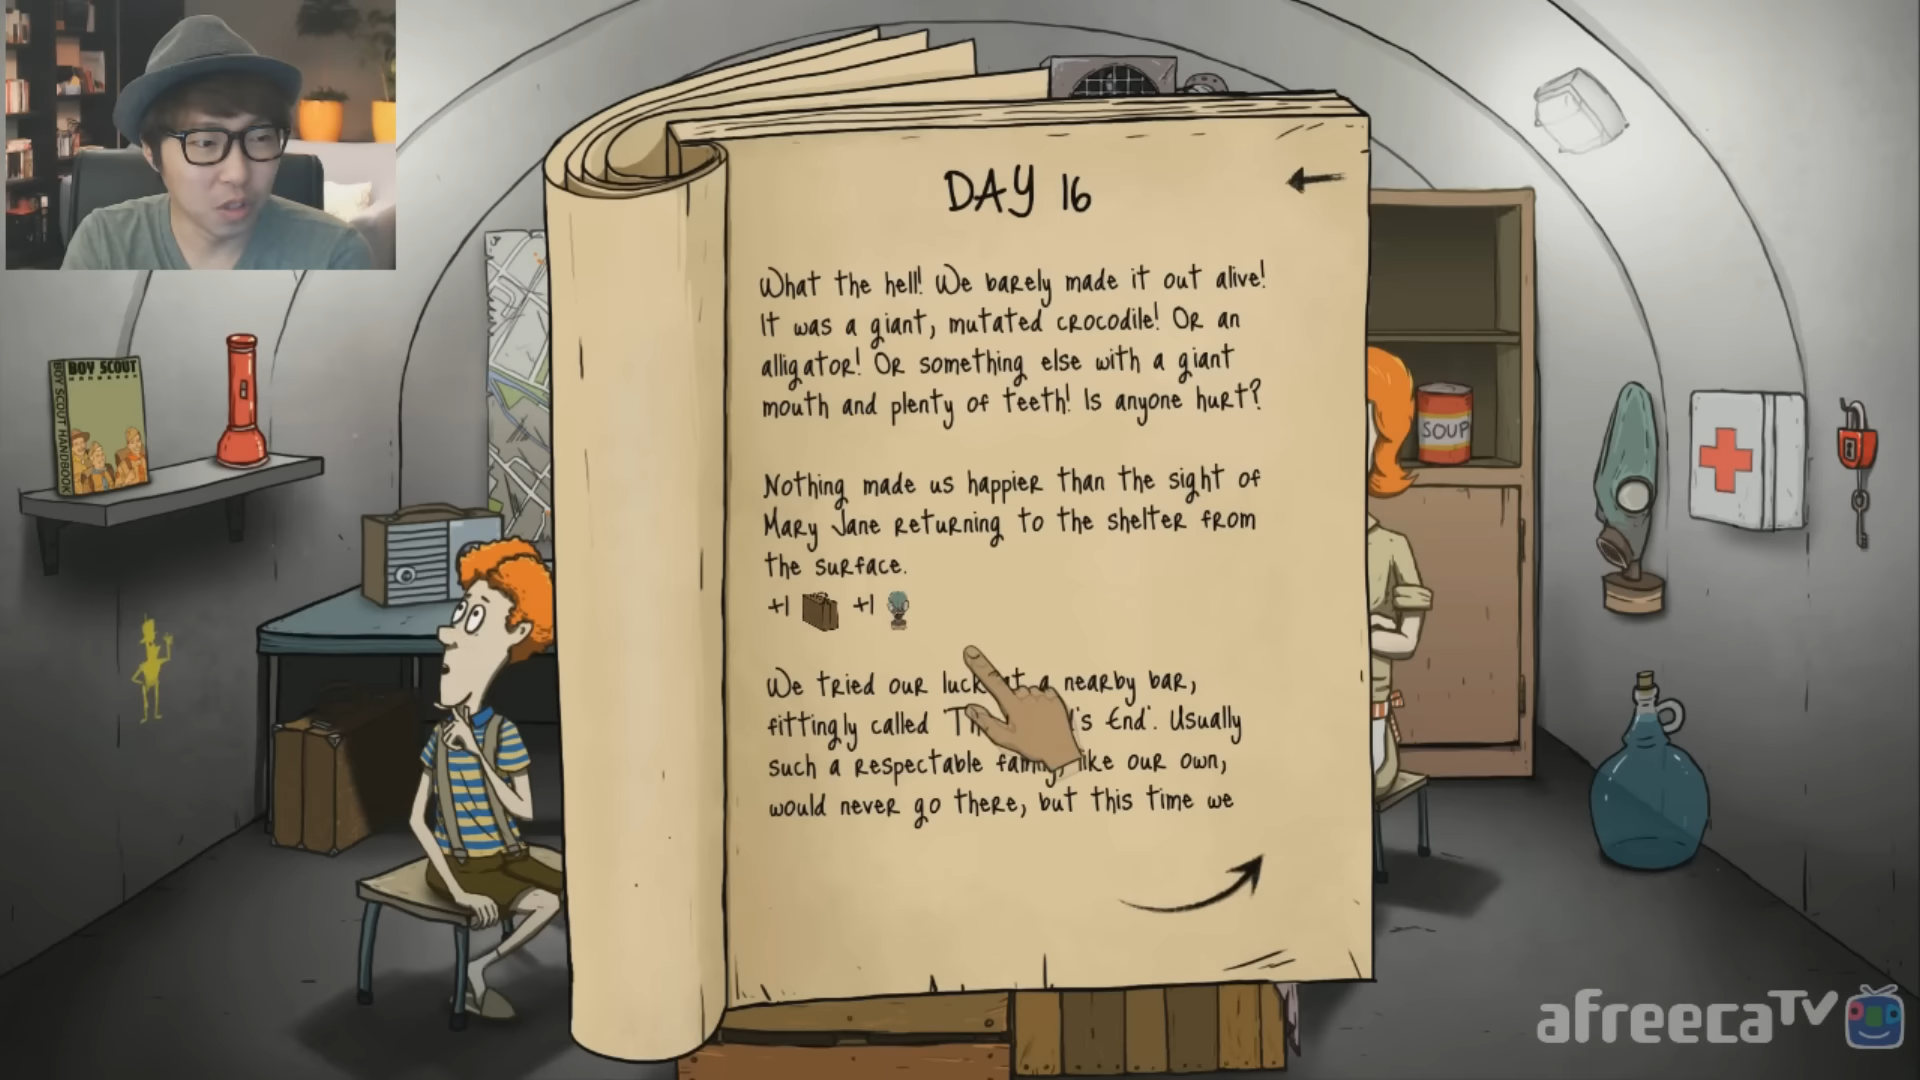 DAY 16
What the hell! We barely made it out alive!
It was a giant, mutated crocodile! Or an
alligator! Or something else with a giant
mouth and plenty of teeth! Is anyone hurt?
Nothing made us happier than the sight of
Mary Jane returning to the shelter from
the surface.
+1 +1
We tried our luck at a nearby bar,
fittingly called 's End'. Usually
such a respectable family, like our own,
would never go there, but this time we
BOY SCOUT
HANDBOOK
BOY SCOUT HANDBOOK
SOUP
afreecaTV